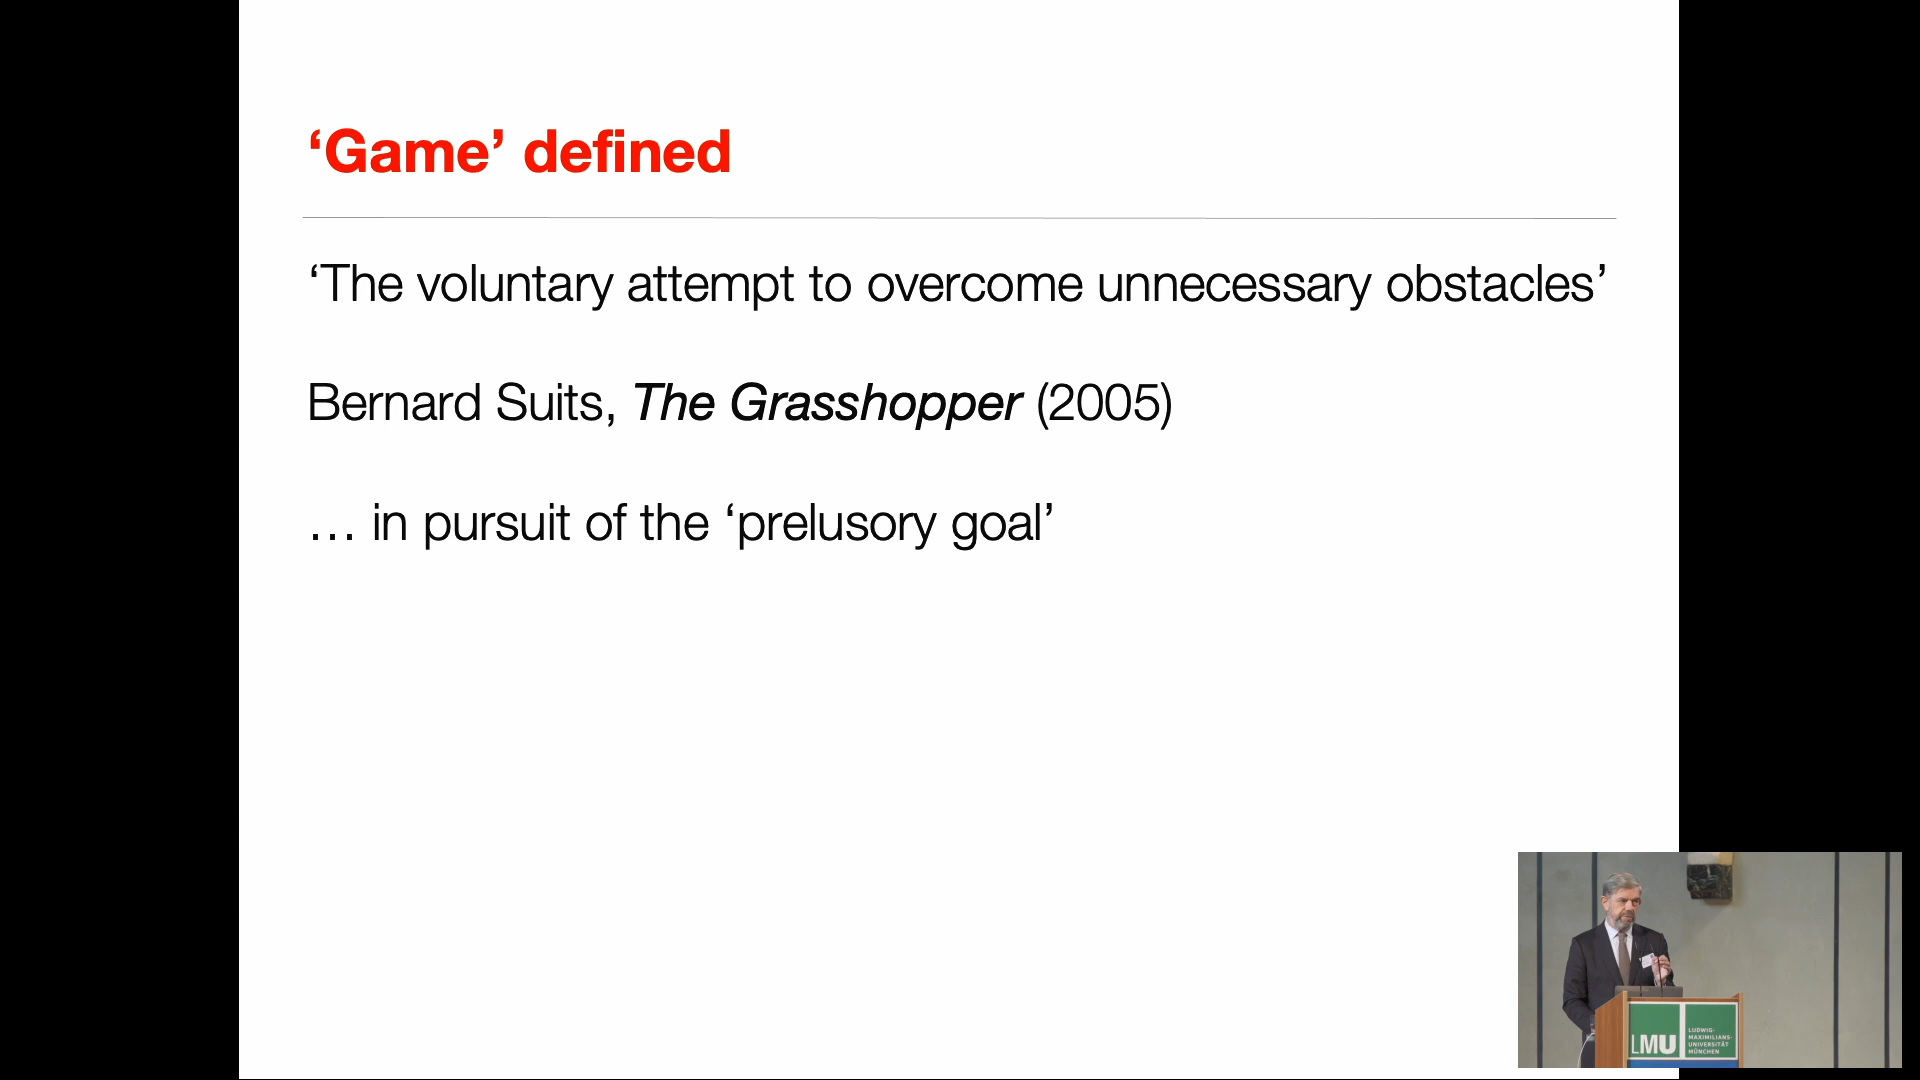 ‘Game’ defined
‘The voluntary attempt to overcome unnecessary obstacles’
Bernard Suits, The Grasshopper (2005)
… in pursuit of the ‘prelusory goal’
LMU
LUDWIG-
MAXIMILIANS-
UNIVERSITÄT
MÜNCHEN